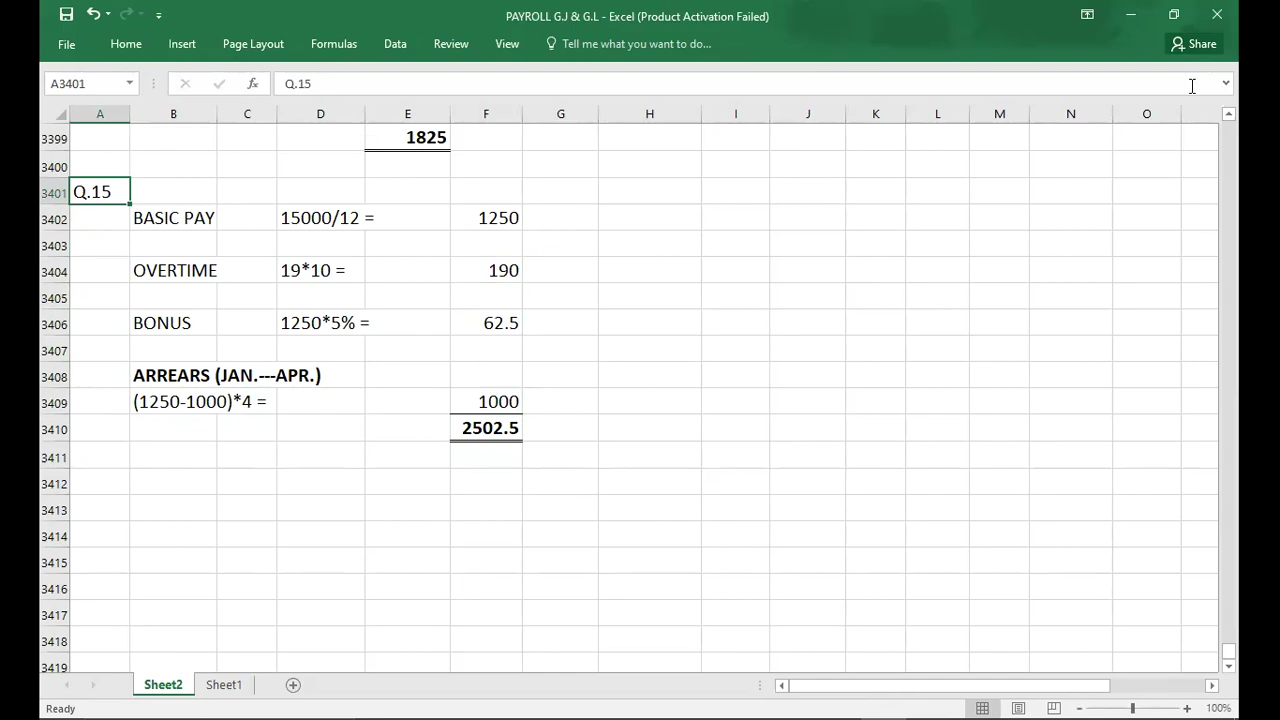 PAYROLL G.J & G.L - Excel (Product Activation Failed)
File Home Insert Page Layout Formulas Data Review View Tell me what you want to do... Share
A3401 fx Q.15
A B C D E F G H I J K L M N O
3399 1825
3400
3401 Q.15
3402 BASIC PAY 15000/12 = 1250
3403
3404 OVERTIME 19*10 = 190
3405
3406 BONUS 1250*5% = 62.5
3407
3408 ARREARS (JAN.---APR.)
3409 (1250-1000)*4 = 1000
3410 2502.5
3411
3412
3413
3414
3415
3416
3417
3418
3419
Sheet2 Sheet1
Ready 100%